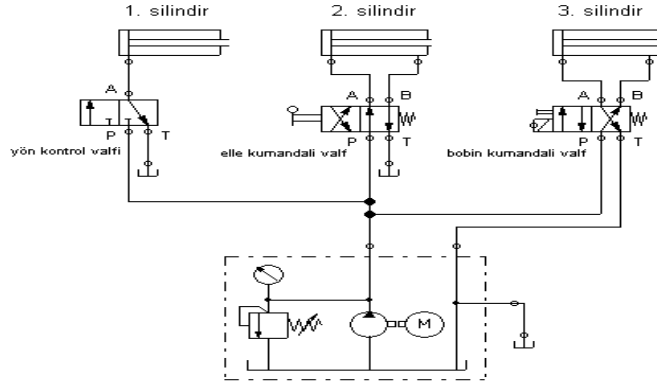 1. silindir
2. silindir
3. silindir
A
A B
A B
P T
P T
P T
yön kontrol valfi
elle kumandali valf
bobin kumandali valf
M